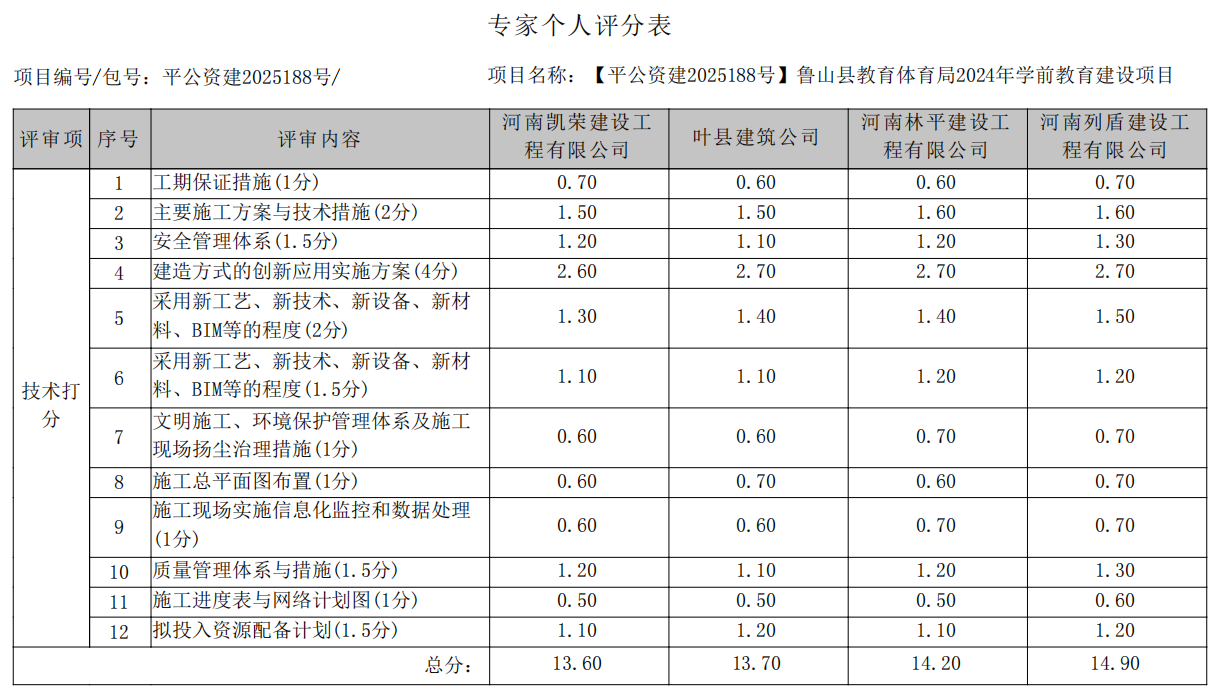 专家个人评分表
项目编号/包号：平公资建2025188号/ 项目名称：【平公资建2025188号】鲁山县教育体育局2024年学前教育建设项目
评审项 序号 评审内容 河南凯荣建设工程有限公司 叶县建筑公司 河南林平建设工程有限公司 河南列盾建设工程有限公司
技术打分
1 工期保证措施(1分) 0.70 0.60 0.60 0.70
2 主要施工方案与技术措施(2分) 1.50 1.50 1.60 1.60
3 安全管理体系(1.5分) 1.20 1.10 1.20 1.30
4 建造方式的创新应用实施方案(4分) 2.60 2.70 2.70 2.70
5 采用新工艺、新技术、新设备、新材料、BIM等的程度(2分) 1.30 1.40 1.40 1.50
6 采用新工艺、新技术、新设备、新材料、BIM等的程度(1.5分) 1.10 1.10 1.20 1.20
7 文明施工、环境保护管理体系及施工现场扬尘治理措施(1分) 0.60 0.60 0.70 0.70
8 施工总平面图布置(1分) 0.60 0.70 0.60 0.70
9 施工现场实施信息化监控和数据处理(1分) 0.60 0.60 0.70 0.70
10 质量管理体系与措施(1.5分) 1.20 1.10 1.20 1.30
11 施工进度表与网络计划图(1分) 0.50 0.50 0.50 0.60
12 拟投入资源配备计划(1.5分) 1.10 1.20 1.10 1.20
总分： 13.60 13.70 14.20 14.90